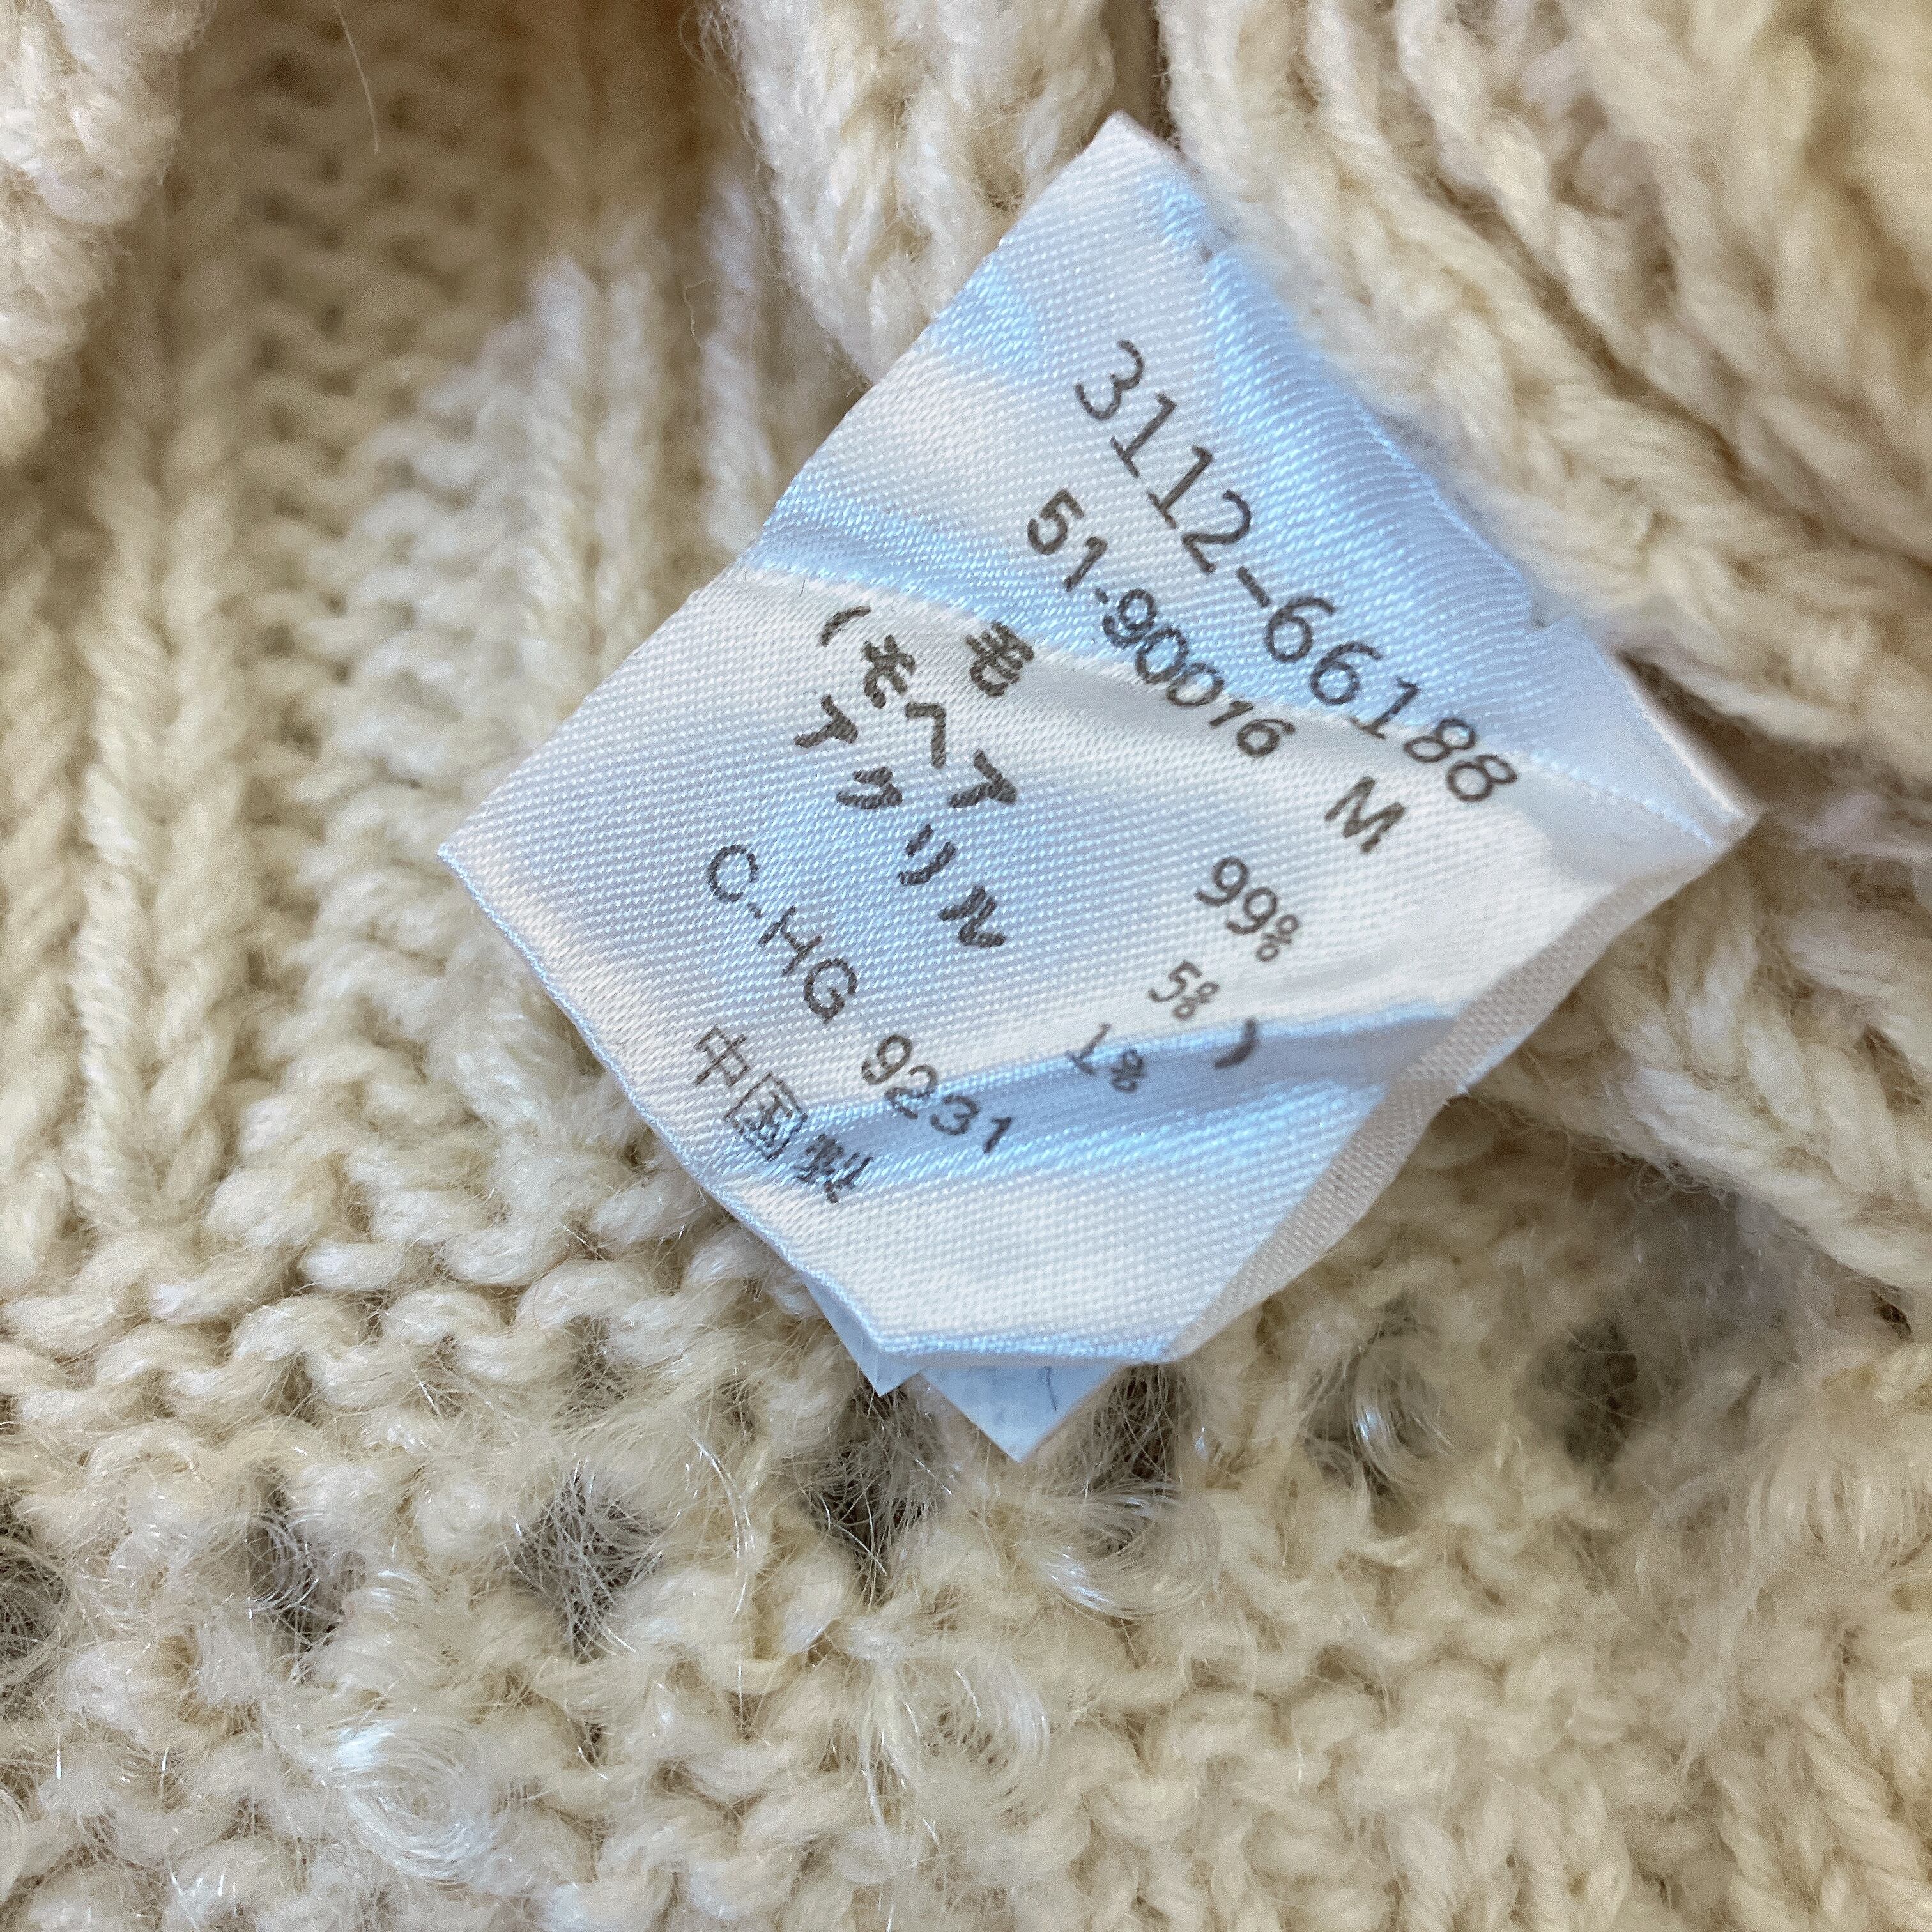 3112-66188
51-90016 M
毛 99%
(モヘア 5%)
アクリル 1%
C-HG 9231
中国製